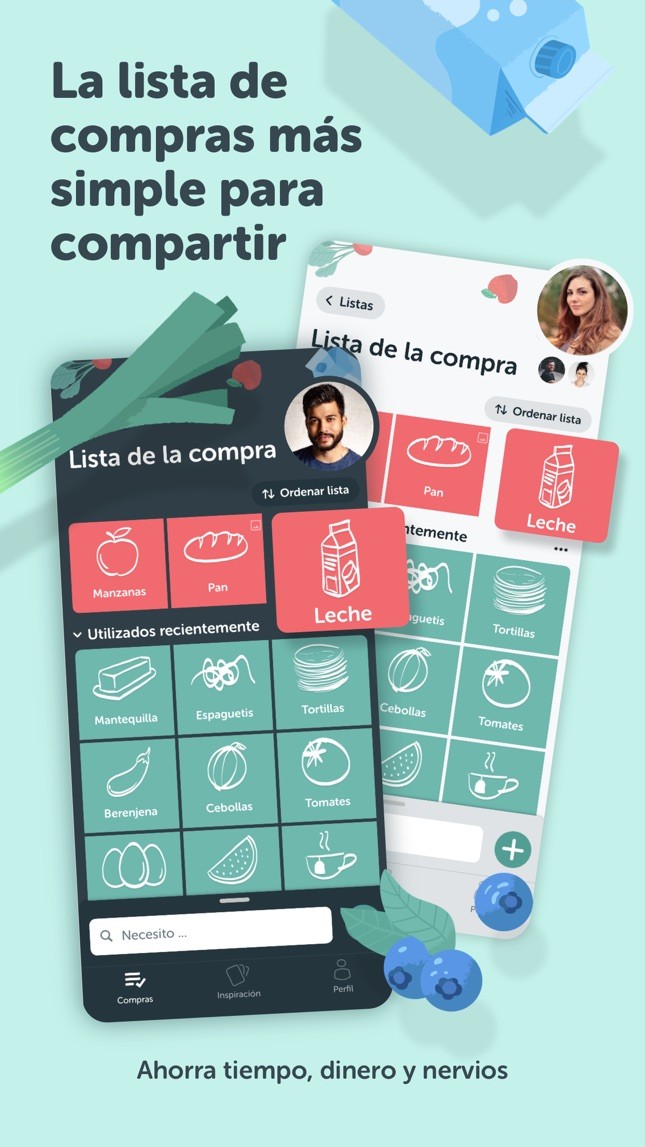 La lista de
compras más
simple para
compartir
Listas
Lista de la compra
Ordenar lista
Pan
Leche
Tortillas
Cebollas
Tomates
Lista de la compra
Ordenar lista
Manzanas
Pan
Leche
Utilizados recientemente
Mantequilla
Espaguetis
Tortillas
Berenjena
Cebollas
Tomates
Necesito ...
Compras
Inspiración
Perfil
Ahorra tiempo, dinero y nervios